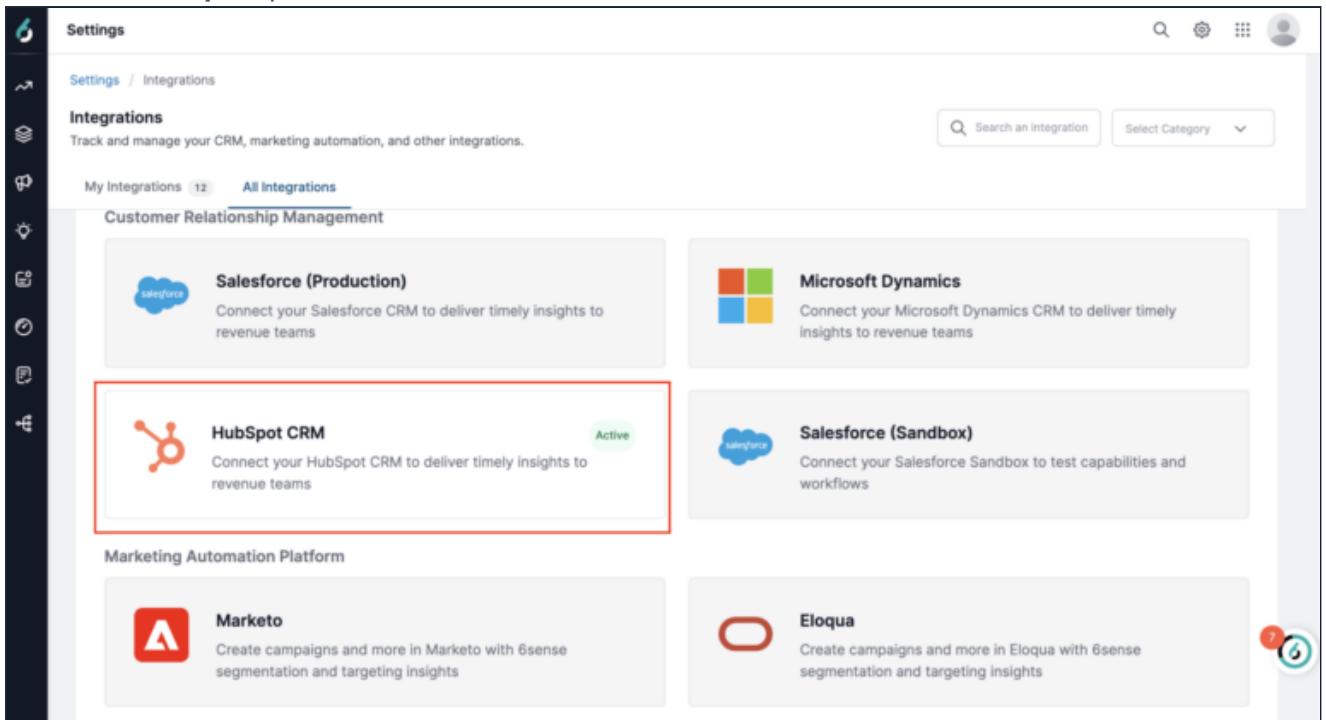 Settings
Settings / Integrations
Integrations
Track and manage your CRM, marketing automation, and other integrations.
Search an integration
Select Category
My Integrations 12
All Integrations
Customer Relationship Management
salesforce
Salesforce (Production)
Connect your Salesforce CRM to deliver timely insights to
revenue teams
Microsoft Dynamics
Connect your Microsoft Dynamics CRM to deliver timely
insights to revenue teams
HubSpot CRM
Active
Connect your HubSpot CRM to deliver timely insights to
revenue teams
salesforce
Salesforce (Sandbox)
Connect your Salesforce Sandbox to test capabilities and
workflows
Marketing Automation Platform
Marketo
Create campaigns and more in Marketo with 6sense
segmentation and targeting insights
Eloqua
Create campaigns and more in Eloqua with 6sense
segmentation and targeting insights
7